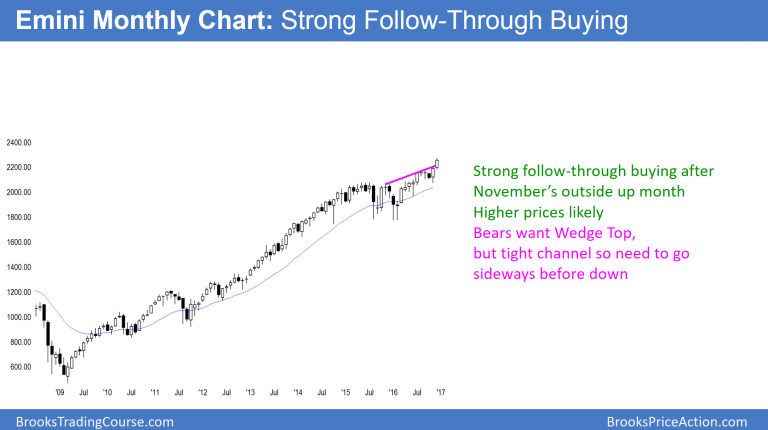 Emini Monthly Chart: Strong Follow-Through Buying
2400.00
2200.00
2000.00
1800.00
1600.00
1400.00
1200.00
1000.00
800.00
600.00
'09 Jul '10 Jul '11 Jul '12 Jul '13 Jul '14 Jul '15 Jul '16 Jul '17
Strong follow-through buying after
November's outside up month
Higher prices likely
Bears want Wedge Top,
but tight channel so need to go
sideways before down
BrooksTradingCourse.com
BrooksPriceAction.com